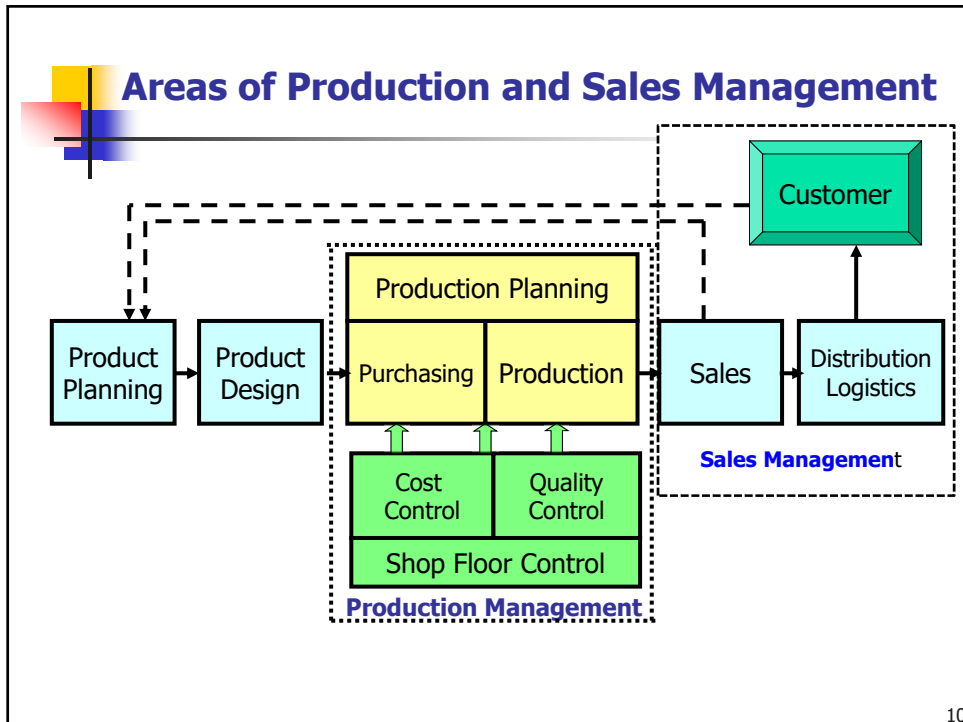 Areas of Production and Sales Management
Customer
Production Planning
Product
Planning
Product
Design
Purchasing
Production
Sales
Distribution
Logistics
Sales Management
Cost
Control
Quality
Control
Shop Floor Control
Production Management
10